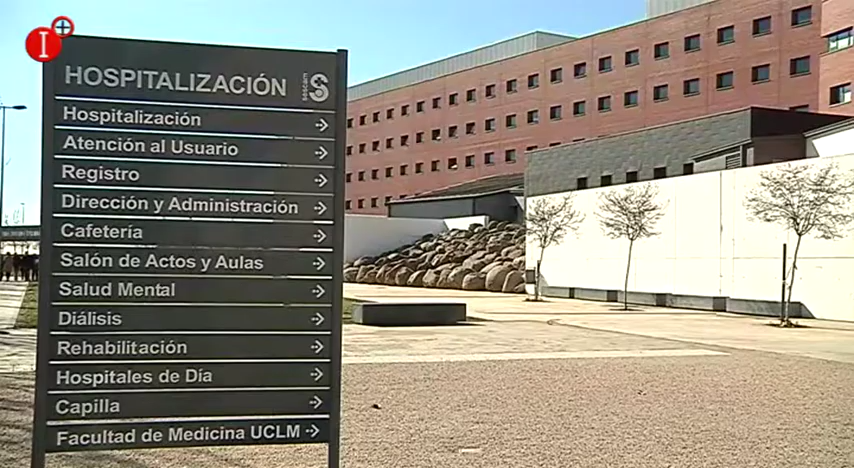 I
HOSPITALIZACIÓN
sescam
Hospitalización
Atención al Usuario
Registro
Dirección y Administración
Cafetería
Salón de Actos y Aulas
Salud Mental
Diálisis
Rehabilitación
Hospitales de Día
Capilla
Facultad de Medicina UCLM